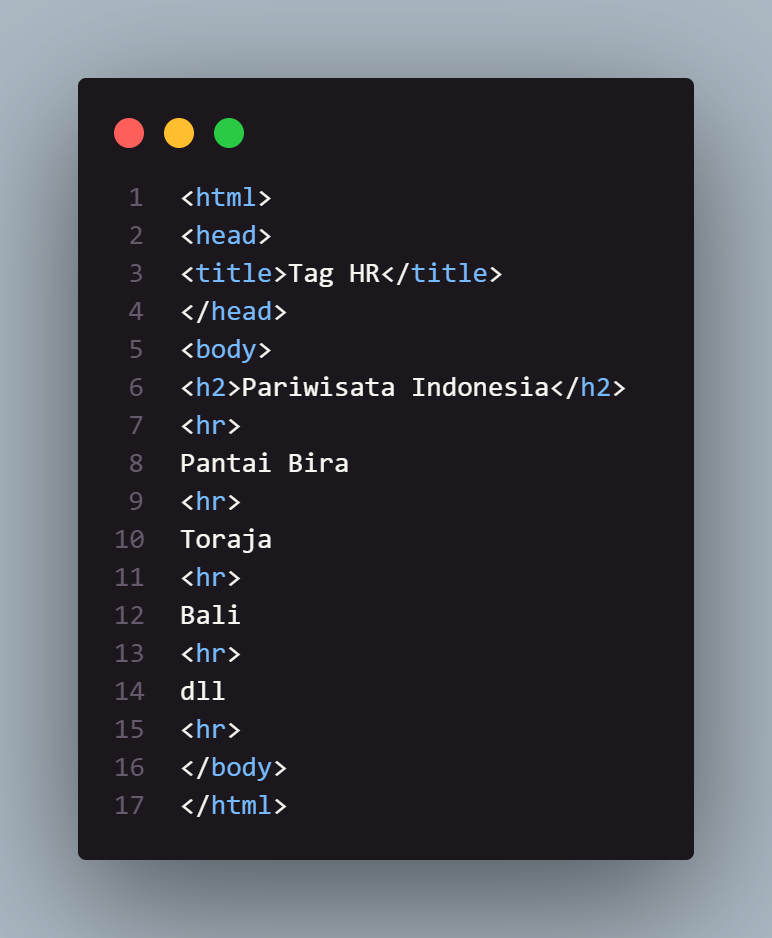 1 <html>
2 <head>
3 <title>Tag HR</title>
4 </head>
5 <body>
6 <h2>Pariwisata Indonesia</h2>
7 <hr>
8 Pantai Bira
9 <hr>
10 Toraja
11 <hr>
12 Bali
13 <hr>
14 dll
15 <hr>
16 </body>
17 </html>